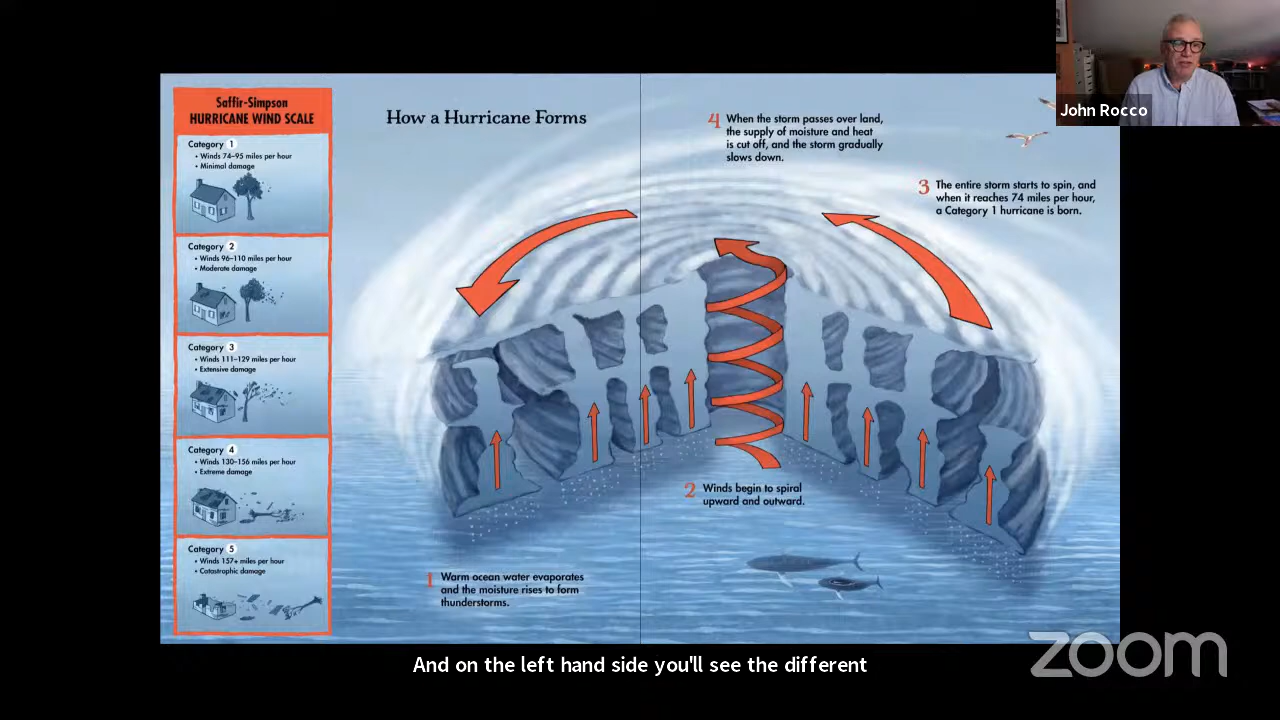 Saffir-Simpson
HURRICANE WIND SCALE
Category 1
• Winds 74–95 miles per hour
• Minimal damage
Category 2
• Winds 96–110 miles per hour
• Moderate damage
Category 3
• Winds 111–129 miles per hour
• Extensive damage
Category 4
• Winds 130–156 miles per hour
• Extreme damage
Category 5
• Winds 157+ miles per hour
• Catastrophic damage
How a Hurricane Forms
4 When the storm passes over land,
the supply of moisture and heat
is cut off, and the storm gradually
slows down.
3 The entire storm starts to spin, and
when it reaches 74 miles per hour,
a Category 1 hurricane is born.
2 Winds begin to spiral
upward and outward.
1 Warm ocean water evaporates
and the moisture rises to form
thunderstorms.
John Rocco
And on the left hand side you'll see the different
zoom